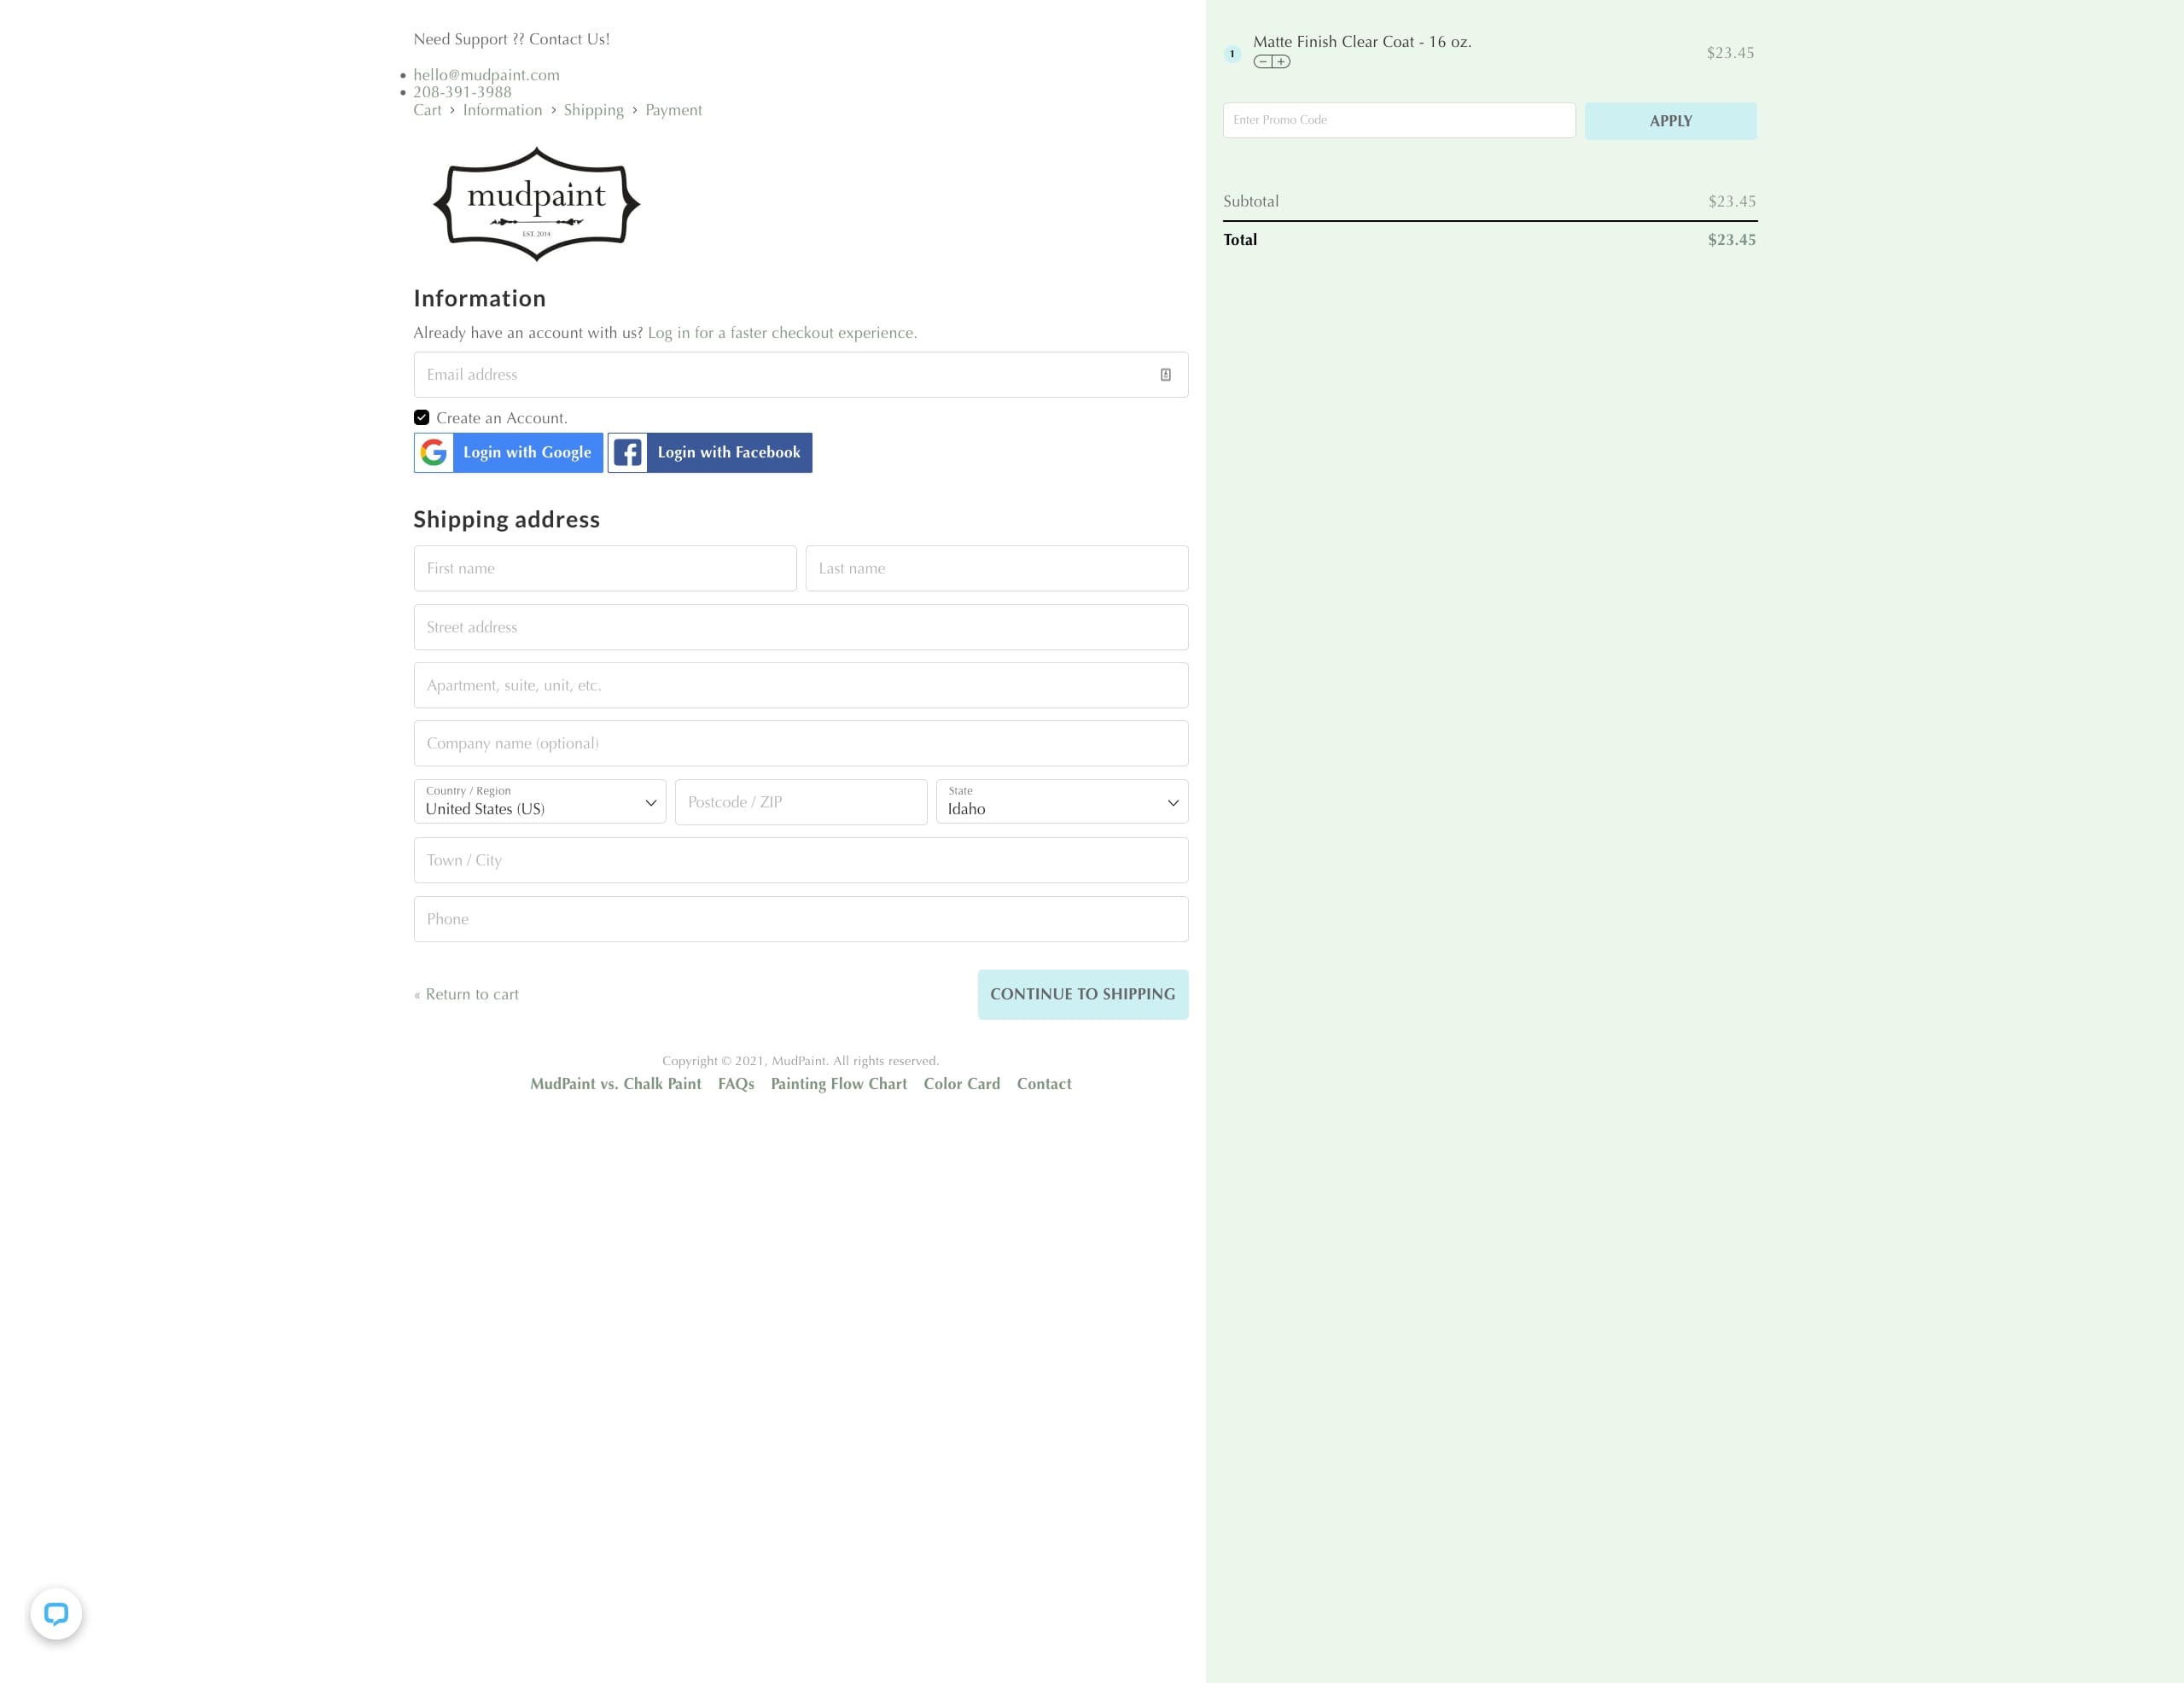 Need Support ?? Contact Us!
hello@mudpaint.com
208-391-3988
Cart > Information > Shipping > Payment
mudpaint
EST. 2014
Information
Already have an account with us? Log in for a faster checkout experience.
Email address
Create an Account.
Login with Google Login with Facebook
Shipping address
First name Last name
Street address
Apartment, suite, unit, etc.
Company name (optional)
Country / Region
United States (US)
Postcode / ZIP
State
Idaho
Town / City
Phone
« Return to cart CONTINUE TO SHIPPING
Copyright © 2021, MudPaint. All rights reserved.
MudPaint vs. Chalk Paint FAQs Painting Flow Chart Color Card Contact
1 Matte Finish Clear Coat - 16 oz. $23.45
− +
Enter Promo Code APPLY
Subtotal $23.45
Total $23.45